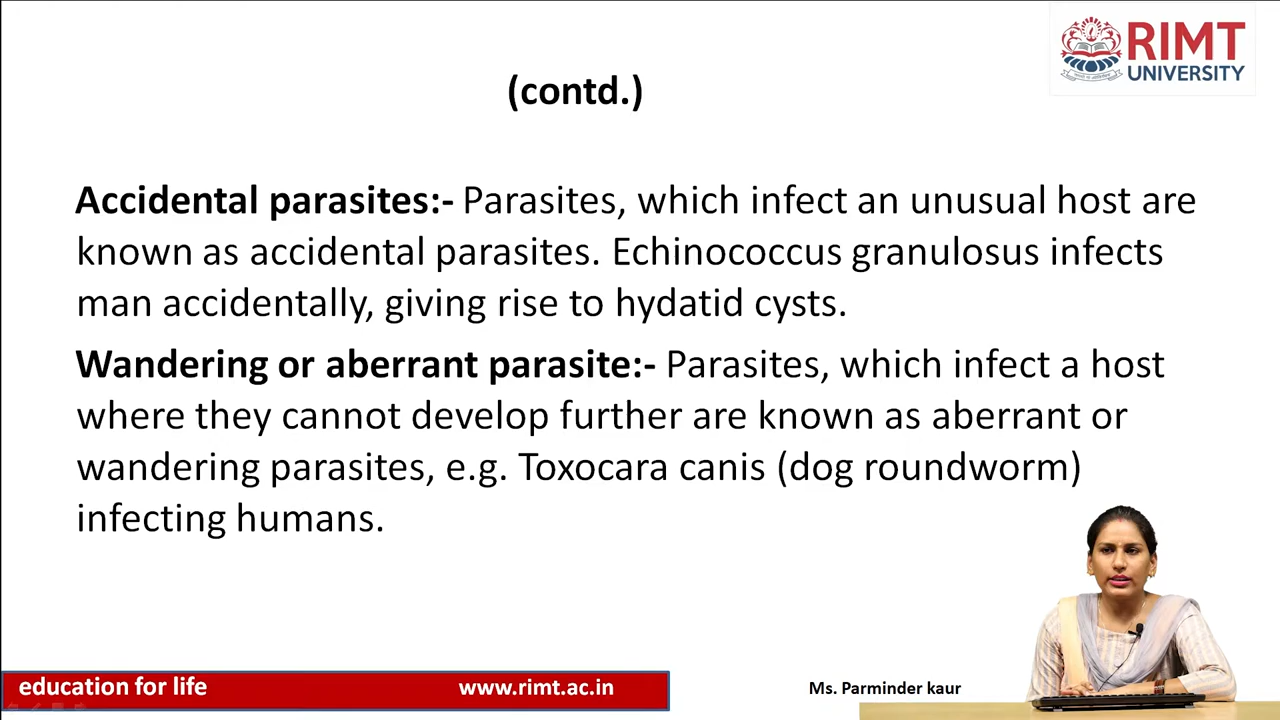 RIMT
UNIVERSITY
(contd.)
Accidental parasites:- Parasites, which infect an unusual host are
known as accidental parasites. Echinococcus granulosus infects
man accidentally, giving rise to hydatid cysts.
Wandering or aberrant parasite:- Parasites, which infect a host
where they cannot develop further are known as aberrant or
wandering parasites, e.g. Toxocara canis (dog roundworm)
infecting humans.
education for life
www.rimt.ac.in
Ms. Parminder kaur